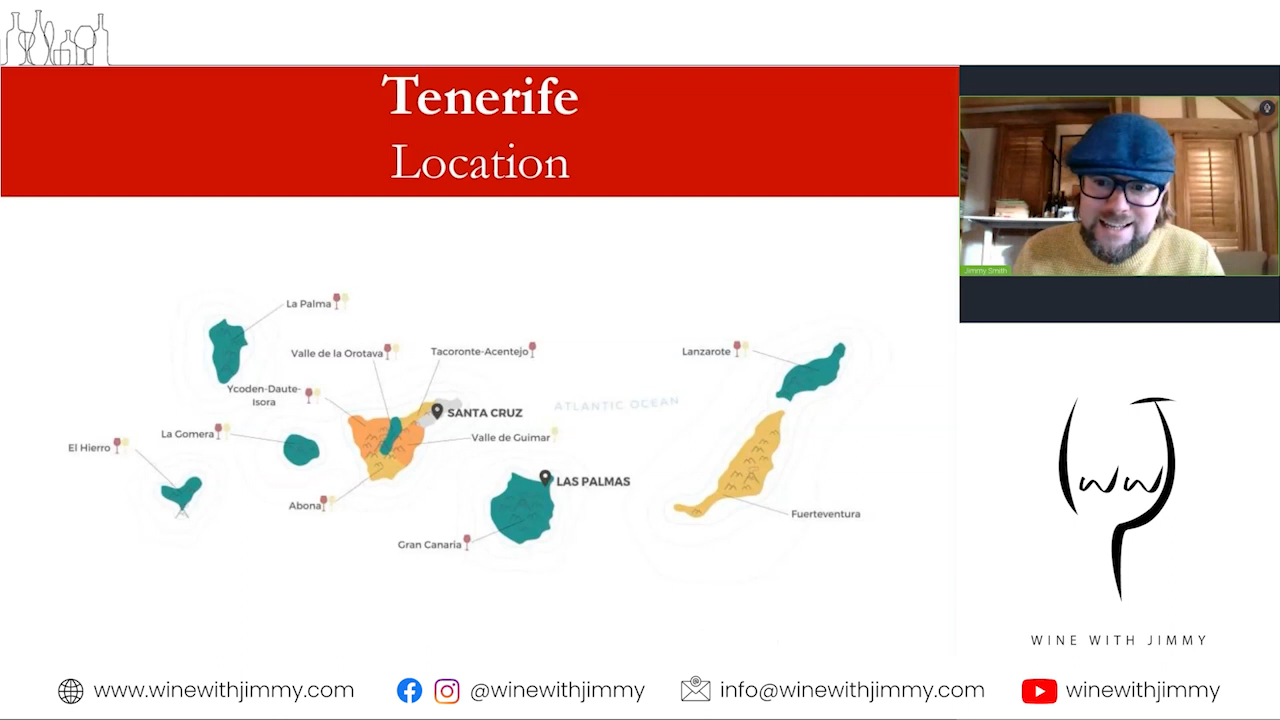 Tenerife
Location
Jimmy Smith
La Palma
Valle de la Orotava
Tacoronte-Acentejo
Lanzarote
Ycoden-Daute-
Isora
ATLANTIC OCEAN
SANTA CRUZ
La Gomera
Valle de Guimar
El Hierro
LAS PALMAS
Abona
Fuerteventura
Gran Canaria
WW
WINE WITH JIMMY
www.winewithjimmy.com
@winewithjimmy
info@winewithjimmy.com
winewithjimmy